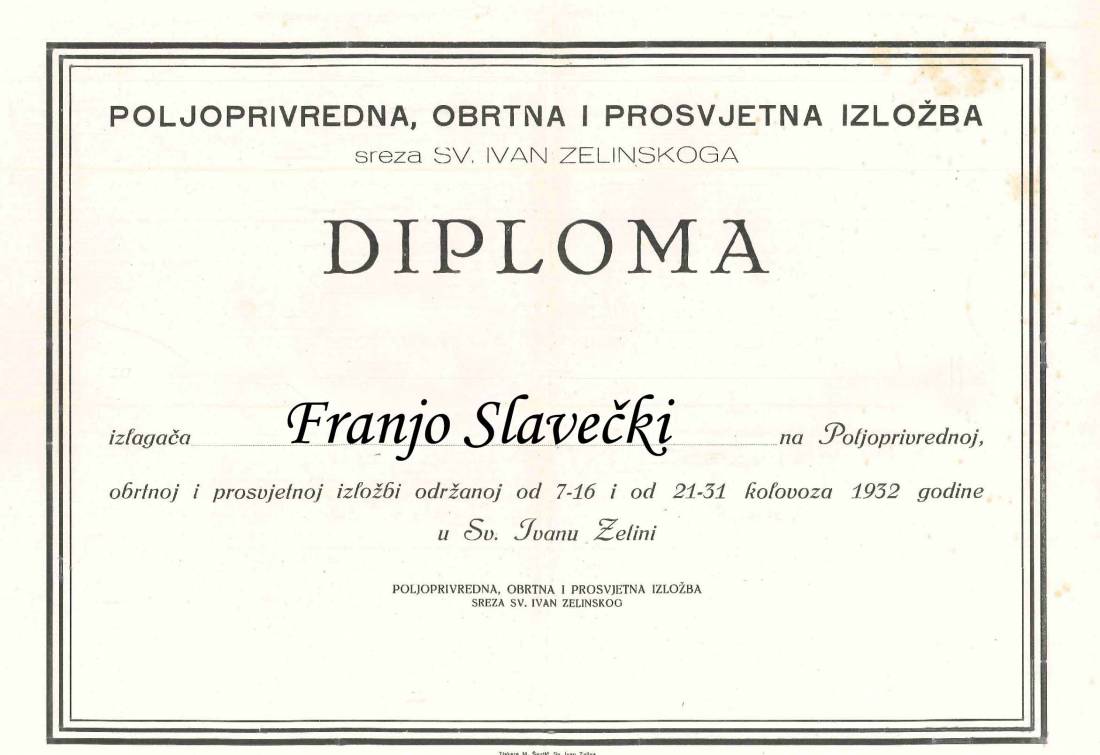 POLJOPRIVREDNA, OBRTNA I PROSVJETNA IZLOŽBA
sreza SV. IVAN ZELINSKOGA
DIPLOMA
izlagača Franjo Slavečki na Poljoprivrednoj,
obrtnoj i prosvjetnoj izložbi održanoj od 7-16 i od 21-31 kolovoza 1932 godine
u Sv. Ivanu Zelini
POLJOPRIVREDNA, OBRTNA I PROSVJETNA IZLOŽBA
SREZA SV. IVAN ZELINSKOG